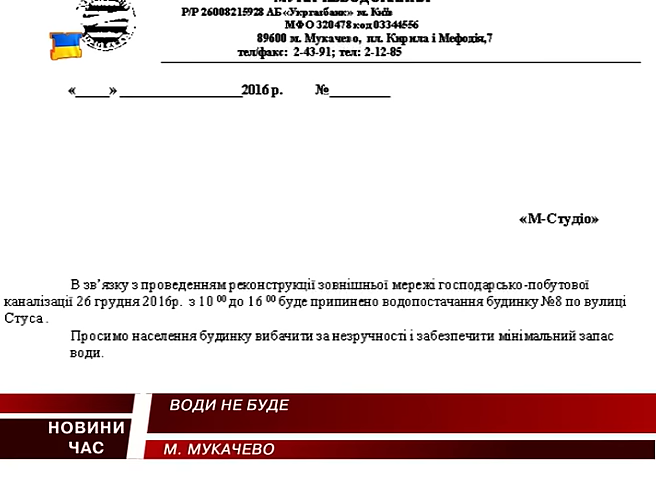 Р/Р 26008215928 АБ «Укргазбанк» м. Київ
МФО 320478 код 03344556
89600 м. Мукачево, пл. Кирила і Мефодія,7
тел/факс: 2-43-91; тел: 2-12-85
«_____» __________________2016 р. №_________
«М-Студіо»
В зв’язку з проведенням реконструкції зовнішньої мережі господарсько-побутової
каналізації 26 грудня 2016р. з 10 00 до 16 00 буде припинено водопостачання будинку №8 по вулиці
Стуса .
Просимо населення будинку вибачити за незручності і забезпечити мінімальний запас
води.
ВОДИ НЕ БУДЕ
НОВИНИ
ЧАС
М. МУКАЧЕВО